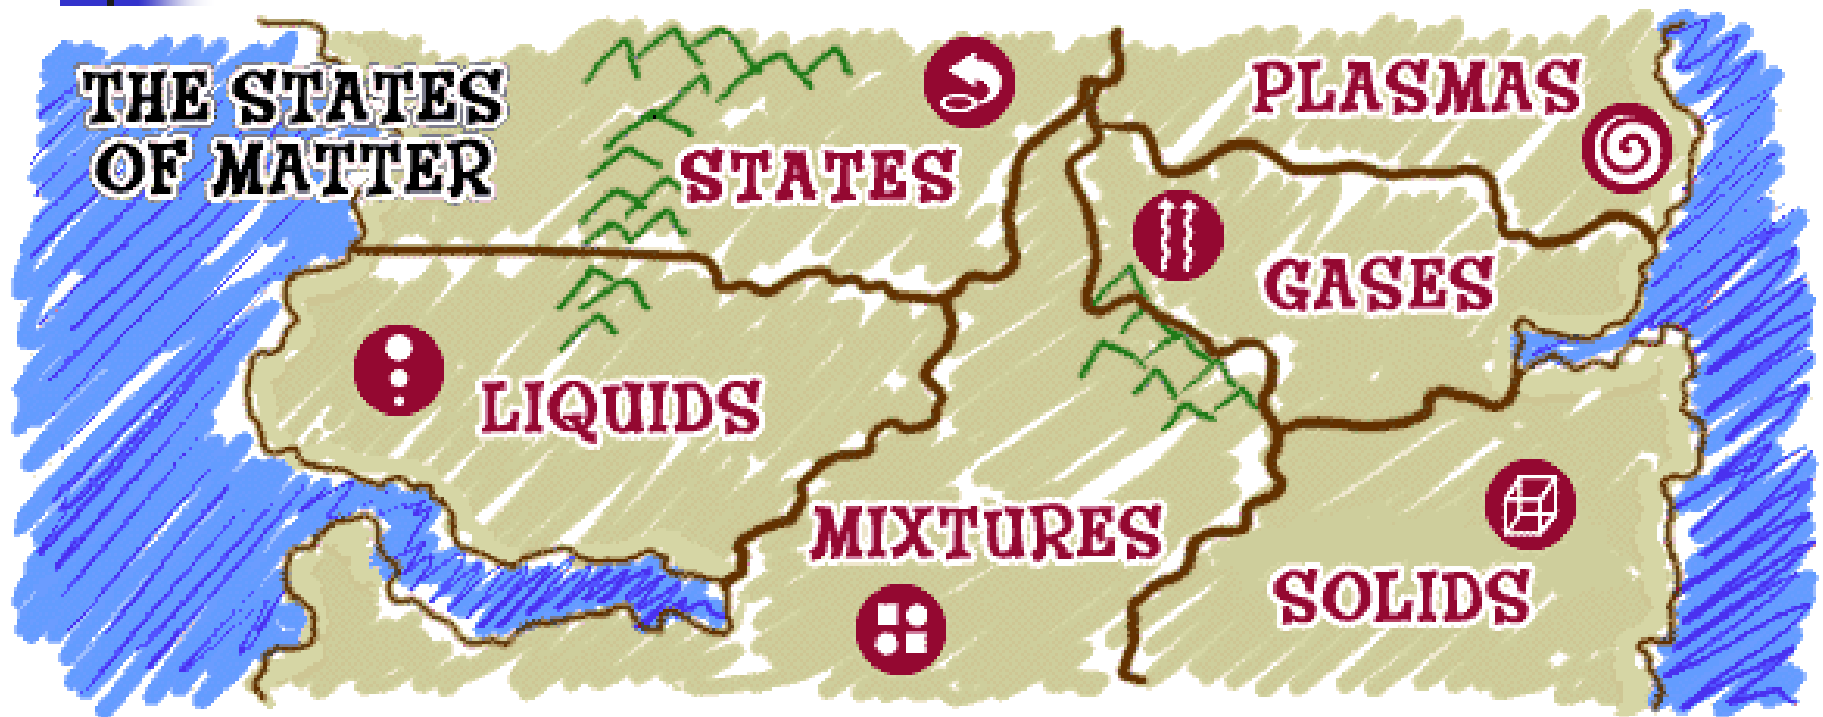 THE STATES
OF MATTER
STATES
PLASMAS
GASES
LIQUIDS
MIXTURES
SOLIDS